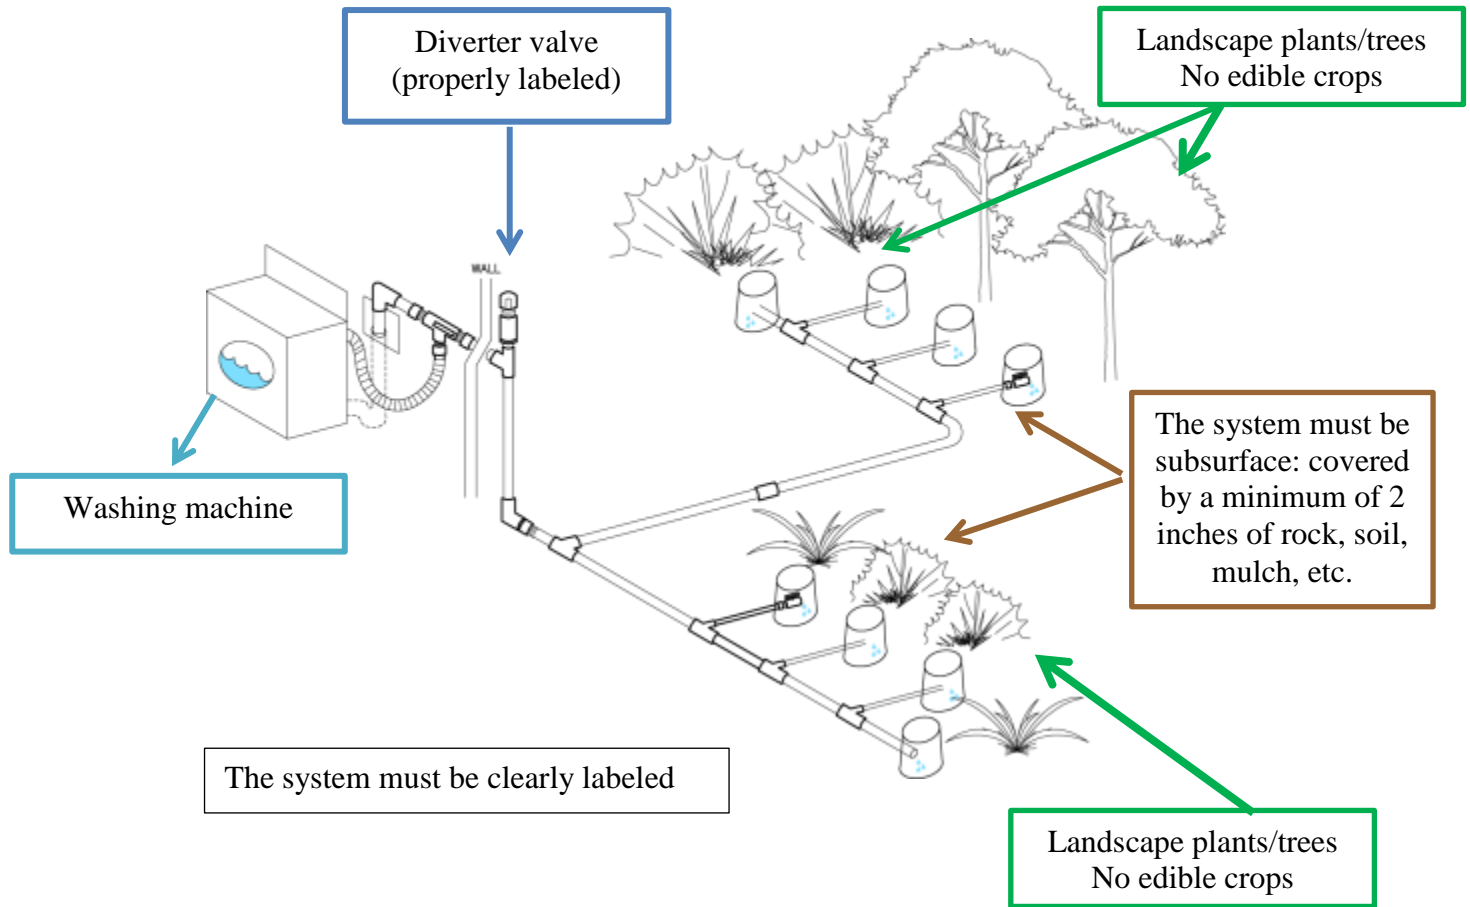 Diverter valve
(properly labeled)
Landscape plants/trees
No edible crops
WALL
Washing machine
The system must be
subsurface: covered
by a minimum of 2
inches of rock, soil,
mulch, etc.
The system must be clearly labeled
Landscape plants/trees
No edible crops